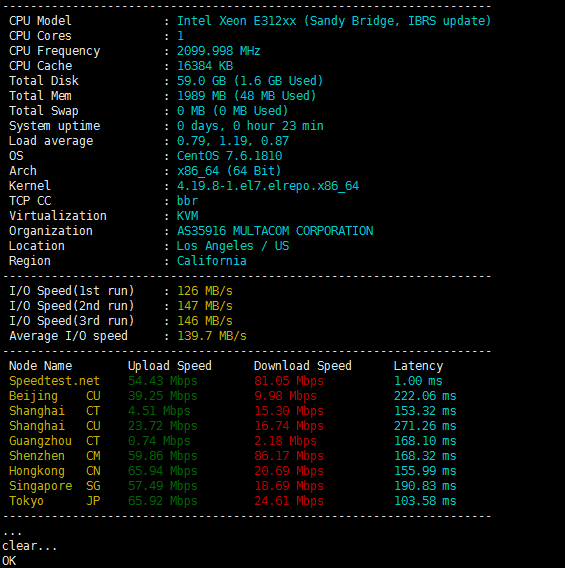 ----------------------------------------------------------------------
CPU Model : Intel Xeon E312xx (Sandy Bridge, IBRS update)
CPU Cores : 1
CPU Frequency : 2099.998 MHz
CPU Cache : 16384 KB
Total Disk : 59.0 GB (1.6 GB Used)
Total Mem : 1989 MB (48 MB Used)
Total Swap : 0 MB (0 MB Used)
System uptime : 0 days, 0 hour 23 min
Load average : 0.79, 1.19, 0.87
OS : CentOS 7.6.1810
Arch : x86_64 (64 Bit)
Kernel : 4.19.8-1.el7.elrepo.x86_64
TCP CC : bbr
Virtualization : KVM
Organization : AS35916 MULTACOM CORPORATION
Location : Los Angeles / US
Region : California
----------------------------------------------------------------------
I/O Speed(1st run) : 126 MB/s
I/O Speed(2nd run) : 147 MB/s
I/O Speed(3rd run) : 146 MB/s
Average I/O speed : 139.7 MB/s
----------------------------------------------------------------------
Node Name Upload Speed Download Speed Latency
Speedtest.net 54.43 Mbps 81.05 Mbps 1.00 ms
Beijing CU 39.25 Mbps 9.98 Mbps 222.06 ms
Shanghai CT 4.51 Mbps 15.30 Mbps 153.32 ms
Shanghai CU 23.72 Mbps 16.74 Mbps 271.26 ms
Guangzhou CT 0.74 Mbps 2.18 Mbps 168.10 ms
Shenzhen CM 59.86 Mbps 86.17 Mbps 168.32 ms
Hongkong CN 65.94 Mbps 20.69 Mbps 155.99 ms
Singapore SG 57.49 Mbps 18.69 Mbps 190.83 ms
Tokyo JP 65.92 Mbps 24.61 Mbps 103.58 ms
----------------------------------------------------------------------
...
clear...
OK